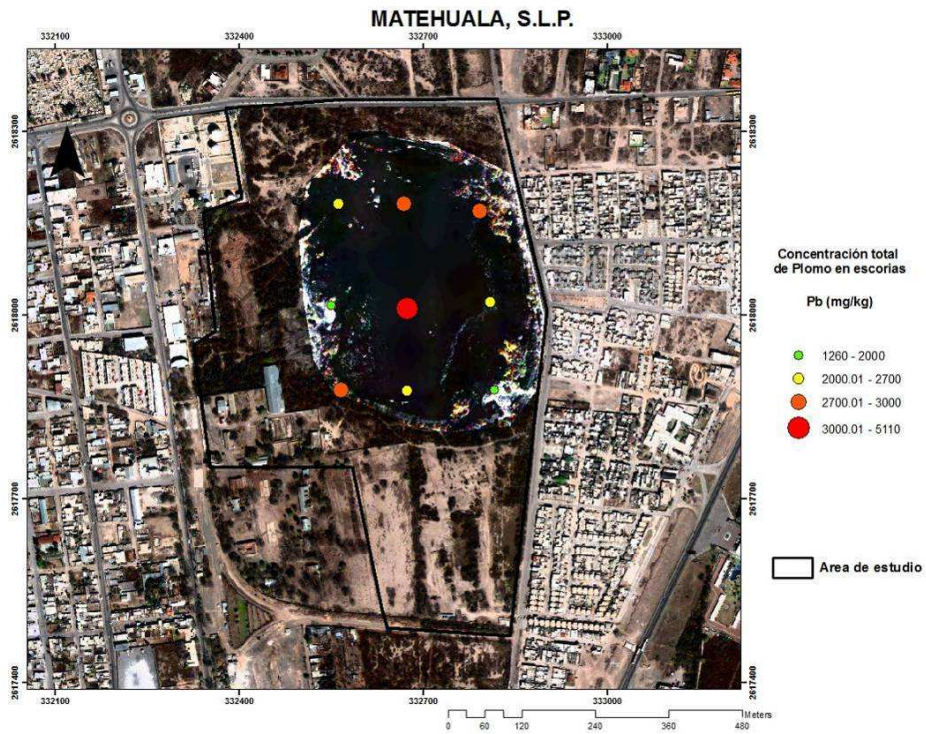 MATEHUALA, S.L.P.
332100 332400 332700 333000
2618300 2618300
2618000 2618000
2617700 2617700
2617400 2617400
332100 332400 332700 333000
Concentración total
de Plomo en escorias
Pb (mg/kg)
1260 - 2000
2000.01 - 2700
2700.01 - 3000
3000.01 - 5110
Area de estudio
Meters
0 60 120 240 360 480